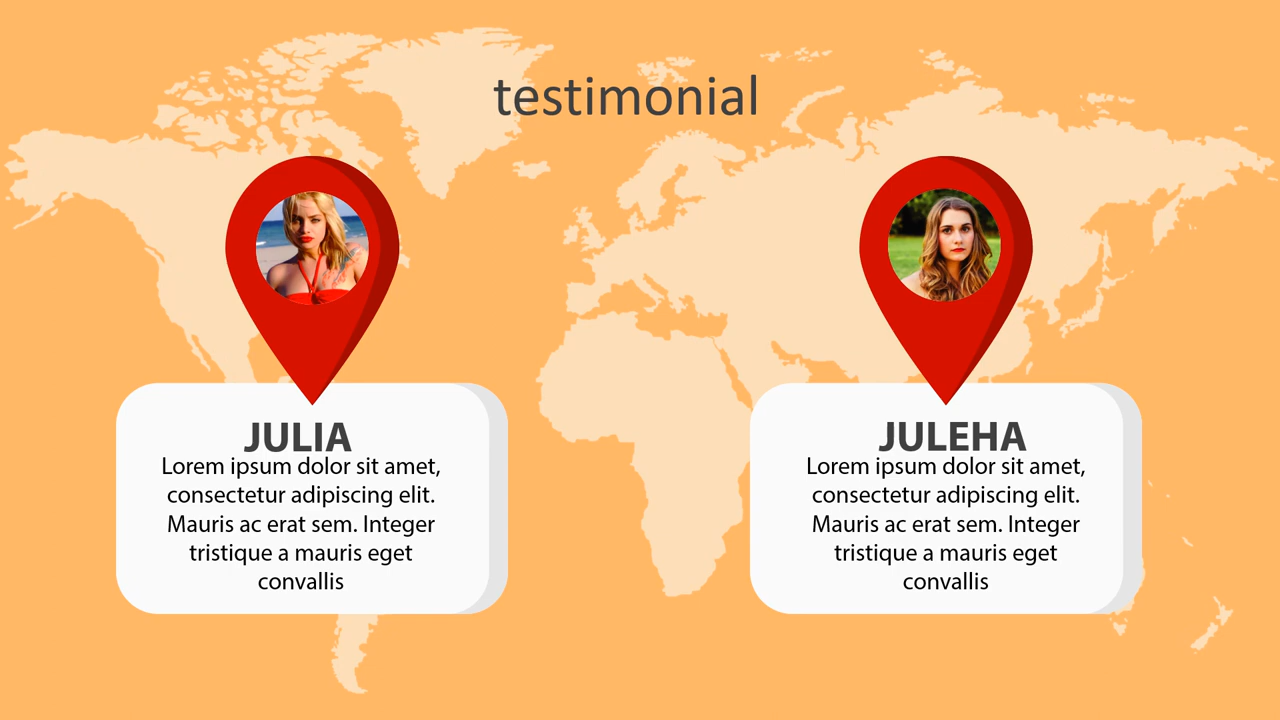 testimonial
JULIA
Lorem ipsum dolor sit amet,
consectetur adipiscing elit.
Mauris ac erat sem. Integer
tristique a mauris eget
convallis
JULEHA
Lorem ipsum dolor sit amet,
consectetur adipiscing elit.
Mauris ac erat sem. Integer
tristique a mauris eget
convallis